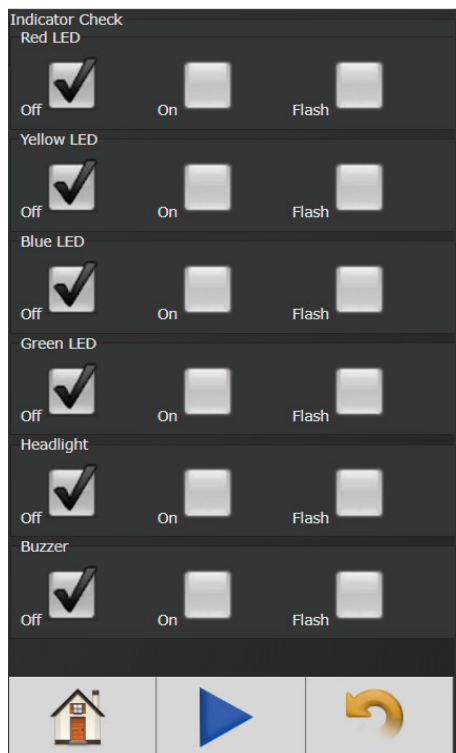 Indicator Check
Red LED
Off On Flash
Yellow LED
Off On Flash
Blue LED
Off On Flash
Green LED
Off On Flash
Headlight
Off On Flash
Buzzer
Off On Flash